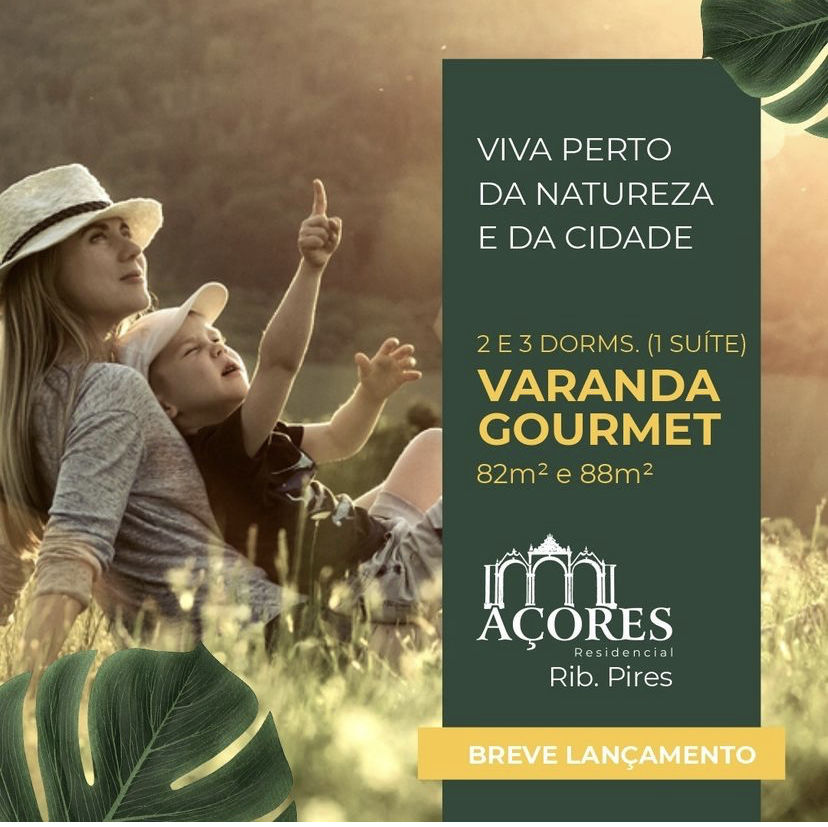 VIVA PERTO
DA NATUREZA
E DA CIDADE
2 E 3 DORMS. (1 SUÍTE)
VARANDA
GOURMET
82m² e 88m²
AÇORES
Residencial
Rib. Pires
BREVE LANÇAMENTO